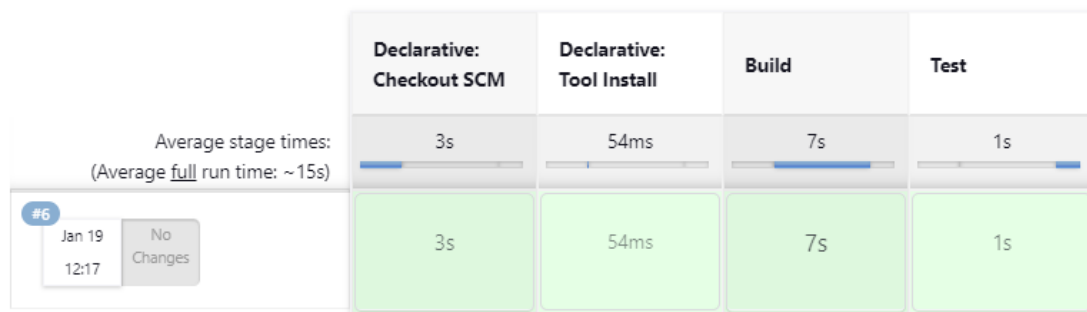 Declarative:
Checkout SCM
Declarative:
Tool Install
Build
Test
Average stage times:
(Average full run time: ~15s)
3s
54ms
7s
1s
#6
Jan 19
12:17
No
Changes
3s
54ms
7s
1s